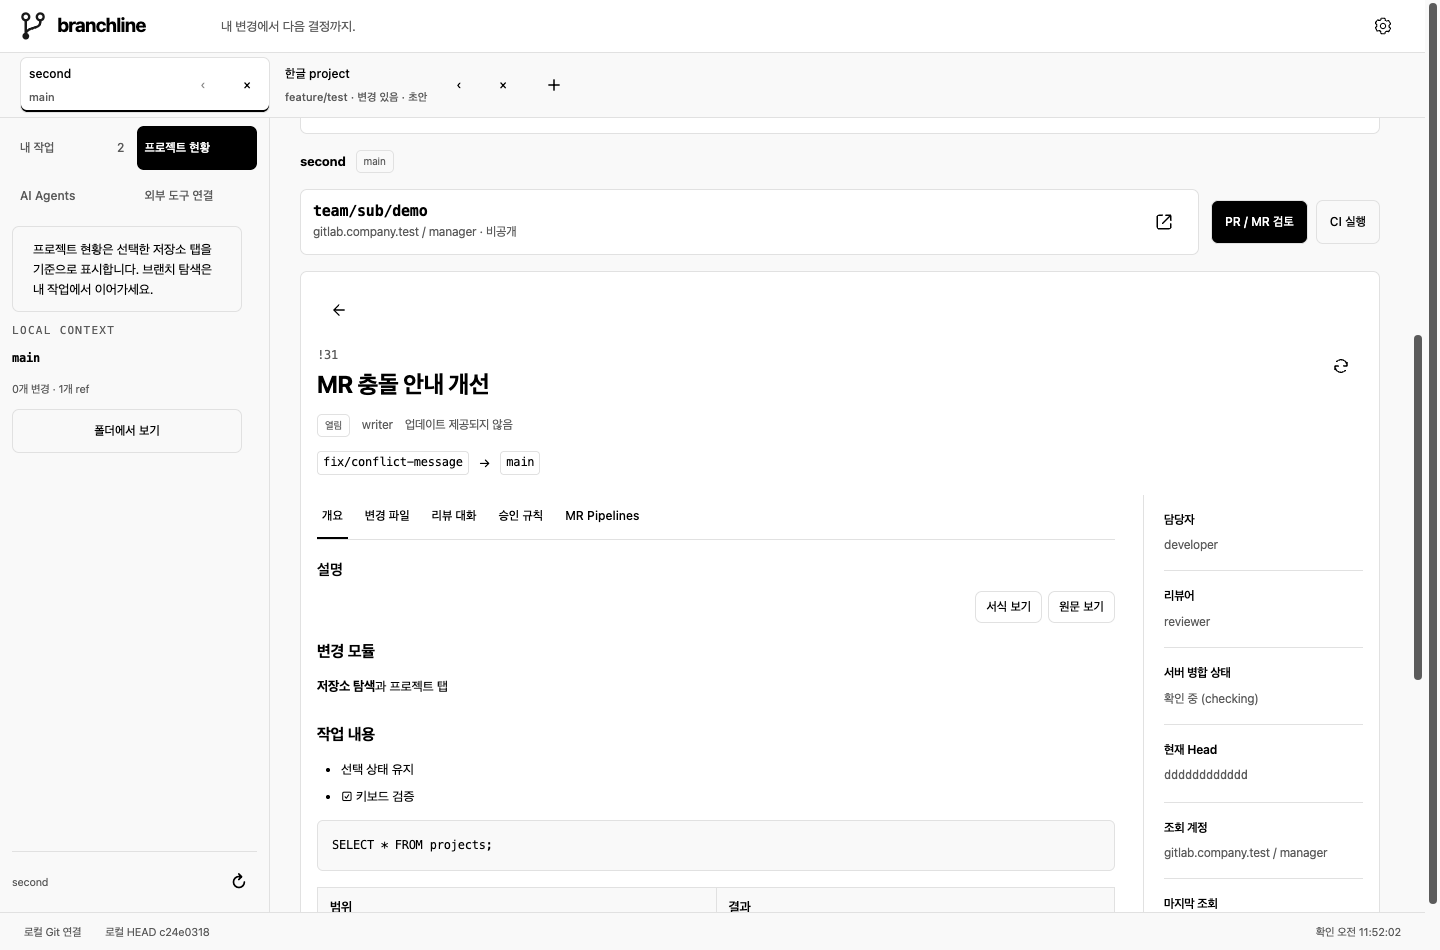 branchline
내 변경에서 다음 결정까지.
second
main
한글 project
feature/test · 변경 있음 · 초안
내 작업 2
프로젝트 현황
AI Agents
외부 도구 연결
프로젝트 현황은 선택한 저장소 탭을
기준으로 표시합니다. 브랜치 탐색은
내 작업에서 이어가세요.
LOCAL CONTEXT
main
0개 변경 · 1개 ref
폴더에서 보기
second
second main
team/sub/demo
gitlab.company.test / manager · 비공개
PR / MR 검토
CI 실행
!31
MR 충돌 안내 개선
열림 writer 업데이트 제공되지 않음
fix/conflict-message → main
개요 변경 파일 리뷰 대화 승인 규칙 MR Pipelines
설명
서식 보기 원문 보기
변경 모듈
저장소 탐색과 프로젝트 탭
작업 내용
• 선택 상태 유지
• ☑ 키보드 검증
SELECT * FROM projects;
범위 결과
담당자
developer
리뷰어
reviewer
서버 병합 상태
확인 중 (checking)
현재 Head
dddddddddddd
조회 계정
gitlab.company.test / manager
마지막 조회
로컬 Git 연결 로컬 HEAD c24e0318
확인 오전 11:52:02